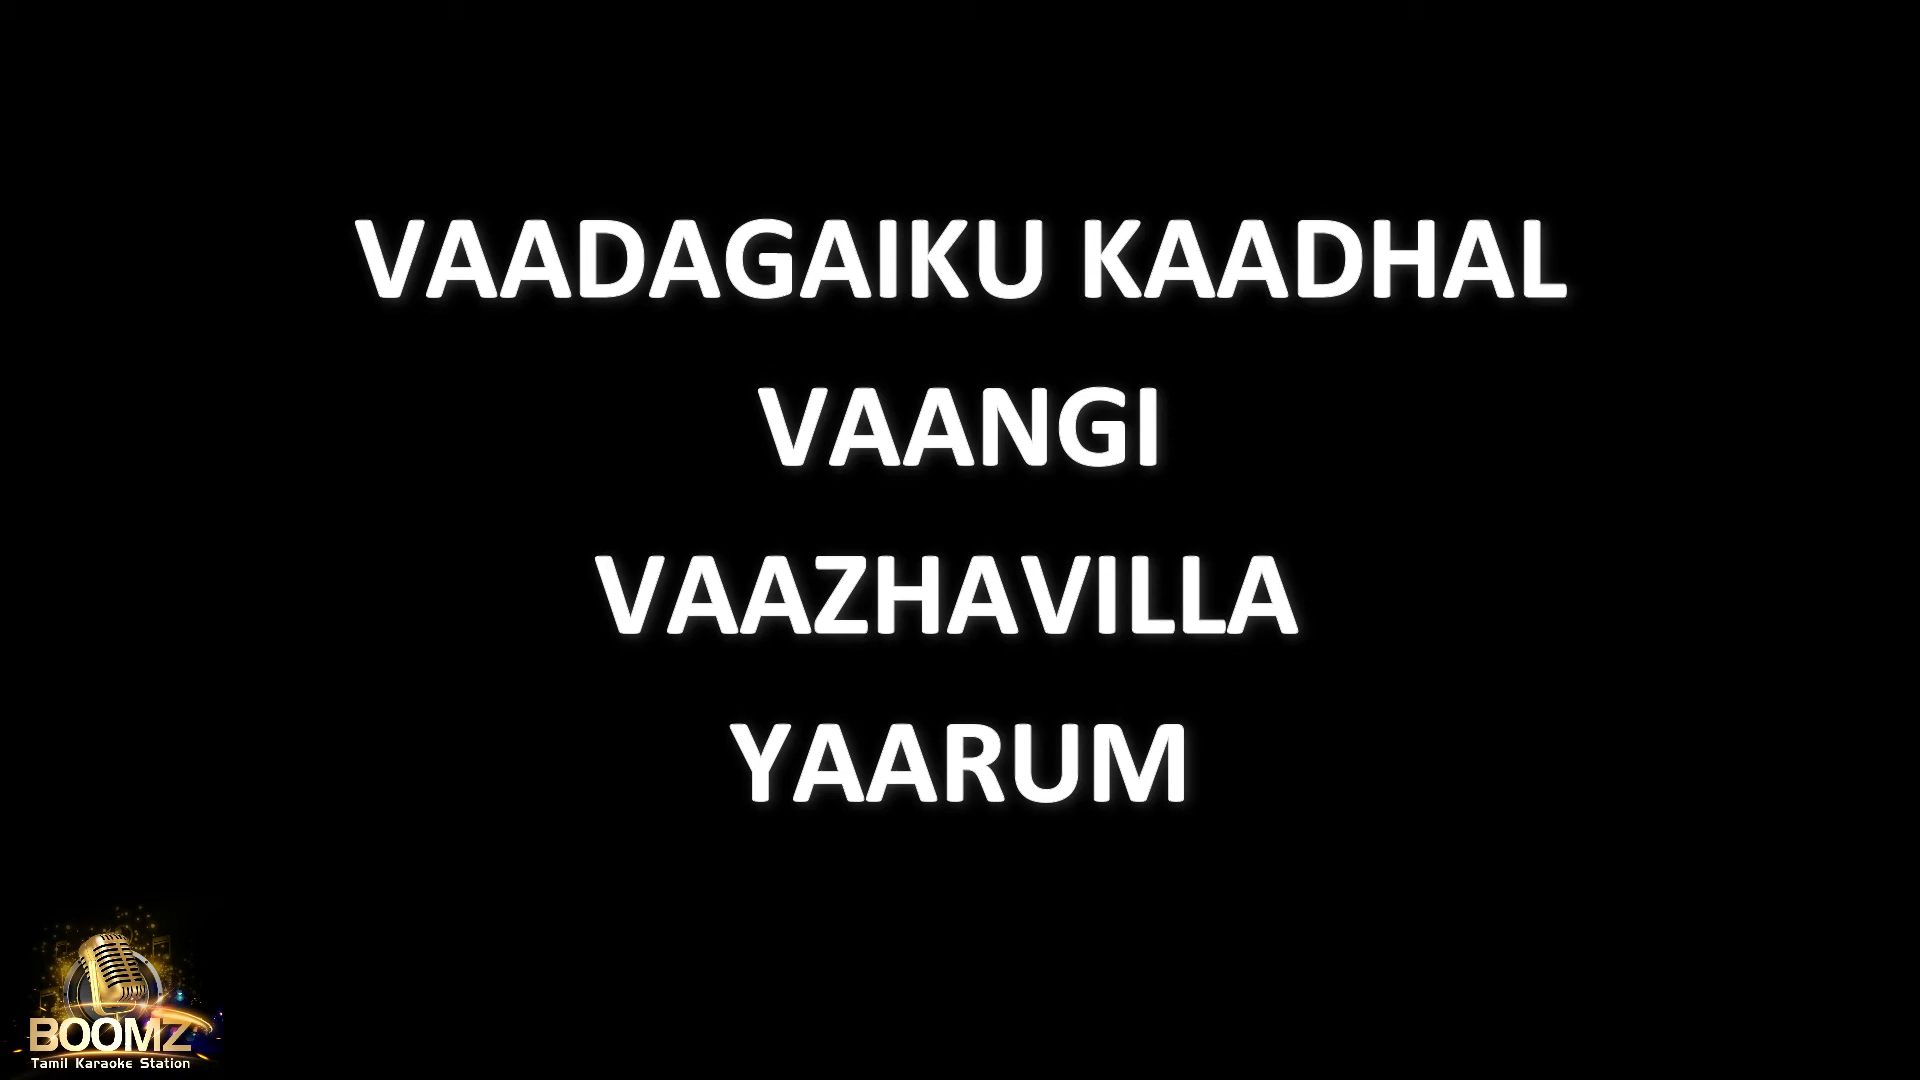 VAADAGAIKU KAADHAL
VAANGI
VAAZHAVILLA
YAARUM
BOOMZ
Tamil Karaoke Station